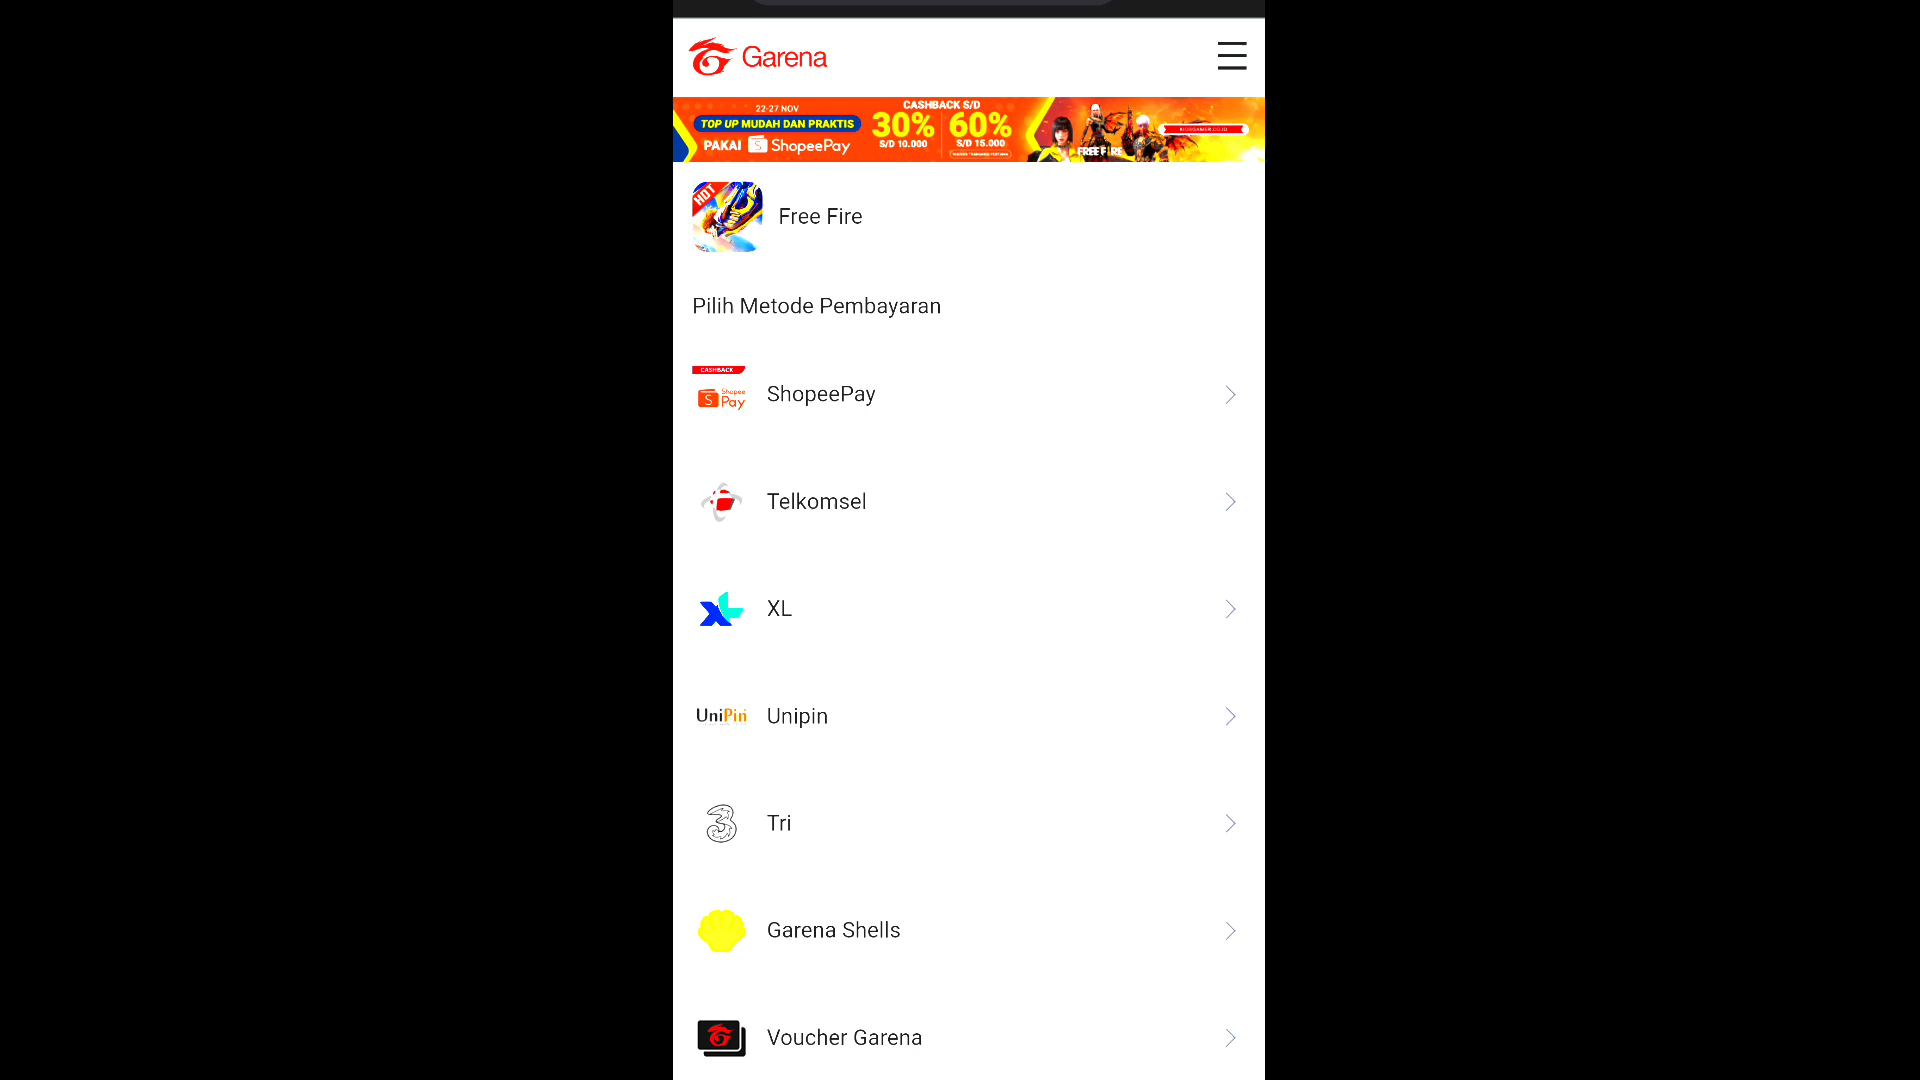 Garena
22-27 NOV
TOP UP MUDAH DAN PRAKTIS
PAKAI S ShopeePay
CASHBACK S/D
30% 60%
S/D 10.000 S/D 15.000
FREE FIRE
HOT
Free Fire
Pilih Metode Pembayaran
CASHBACK
S Shopee Pay
ShopeePay
Telkomsel
XL
XL
UniPin
Unipin
3
Tri
Garena Shells
Voucher Garena